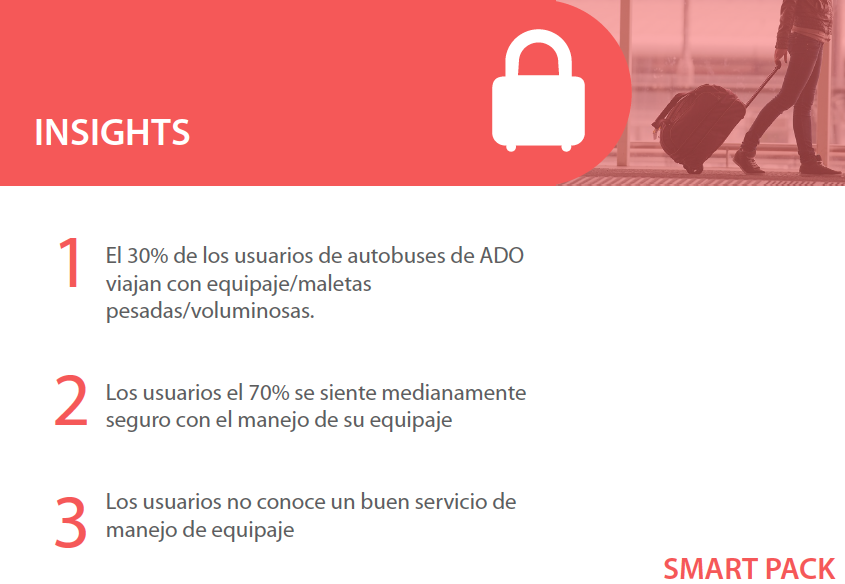 INSIGHTS
1
El 30% de los usuarios de autobuses de ADO
viajan con equipaje/maletas
pesadas/voluminosas.
2
Los usuarios el 70% se siente medianamente
seguro con el manejo de su equipaje
3
Los usuarios no conoce un buen servicio de
manejo de equipaje
SMART PACK